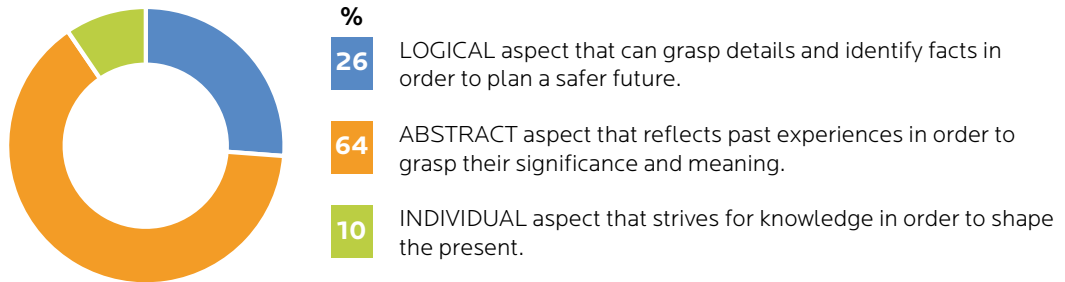 %
26
LOGICAL aspect that can grasp details and identify facts in
order to plan a safer future.
64
ABSTRACT aspect that reflects past experiences in order to
grasp their significance and meaning.
10
INDIVIDUAL aspect that strives for knowledge in order to shape
the present.